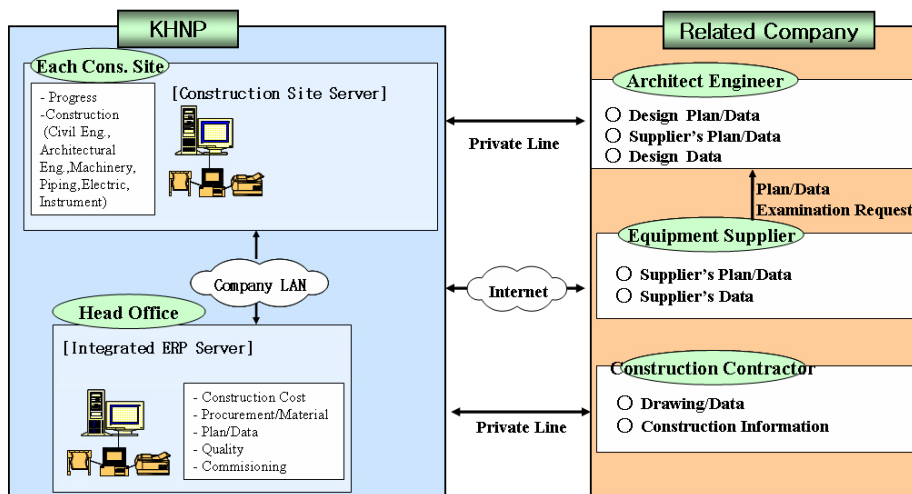 KHNP
Each Cons. Site
- Progress
-Construction
(Civil Eng.,
Architectural
Eng.,Machinery,
Piping,Electric,
Instrument)
[Construction Site Server]
Company LAN
Head Office
[Integrated ERP Server]
- Construction Cost
- Procurement/Material
- Plan/Data
- Quality
- Commisioning
Private Line
Internet
Private Line
Related Company
Architect Engineer
○ Design Plan/Data
○ Supplier's Plan/Data
○ Design Data
Plan/Data
Examination Request
Equipment Supplier
○ Supplier's Plan/Data
○ Supplier's Data
Construction Contractor
○ Drawing/Data
○ Construction Information